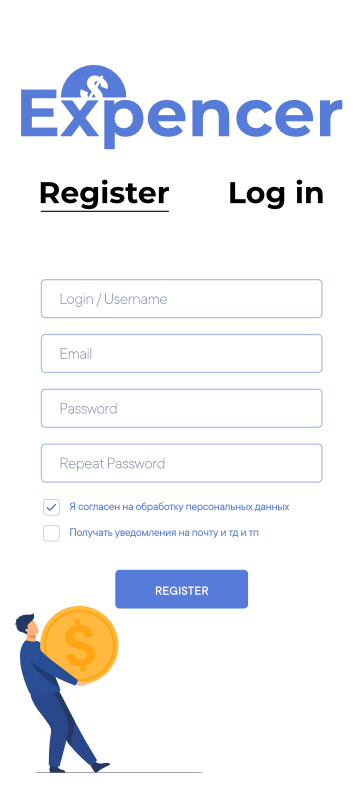 Expencer
Register Log in
Login / Username
Email
Password
Repeat Password
Я согласен на обработку персональных данных
Получать уведомления на почту и тд и тп
REGISTER